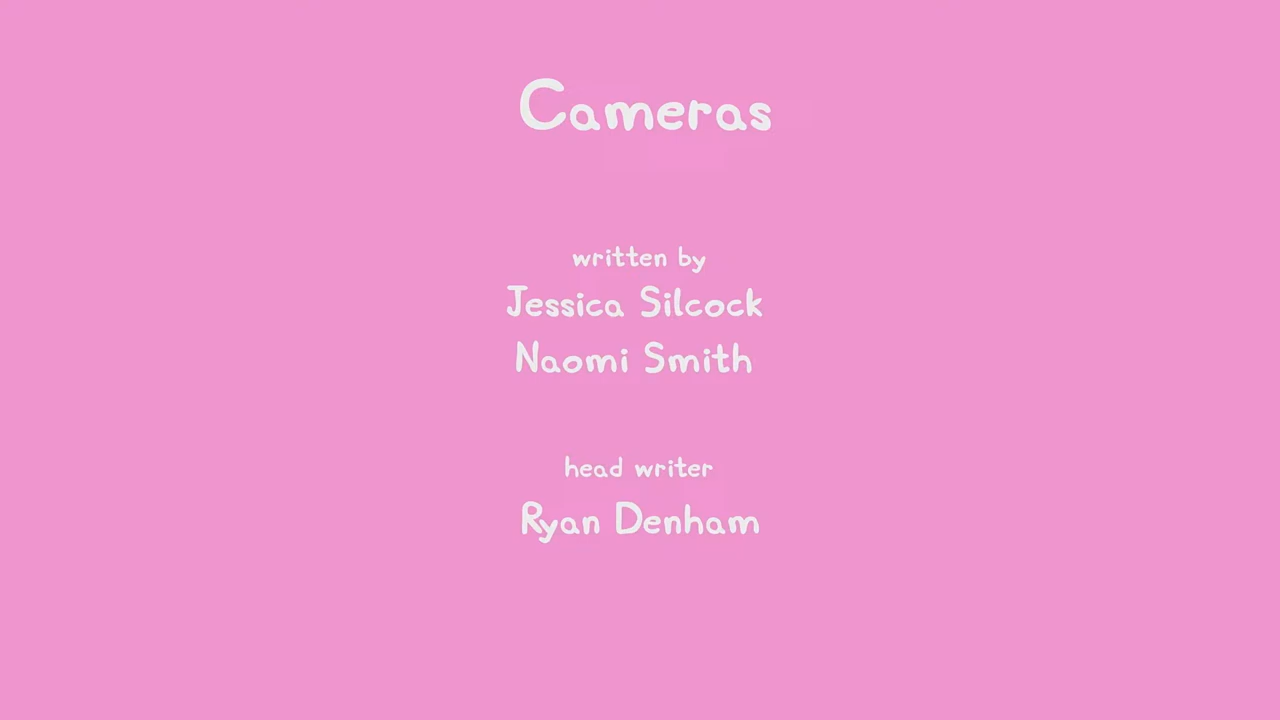 Cameras
written by
Jessica Silcock
Naomi Smith
head writer
Ryan Denham